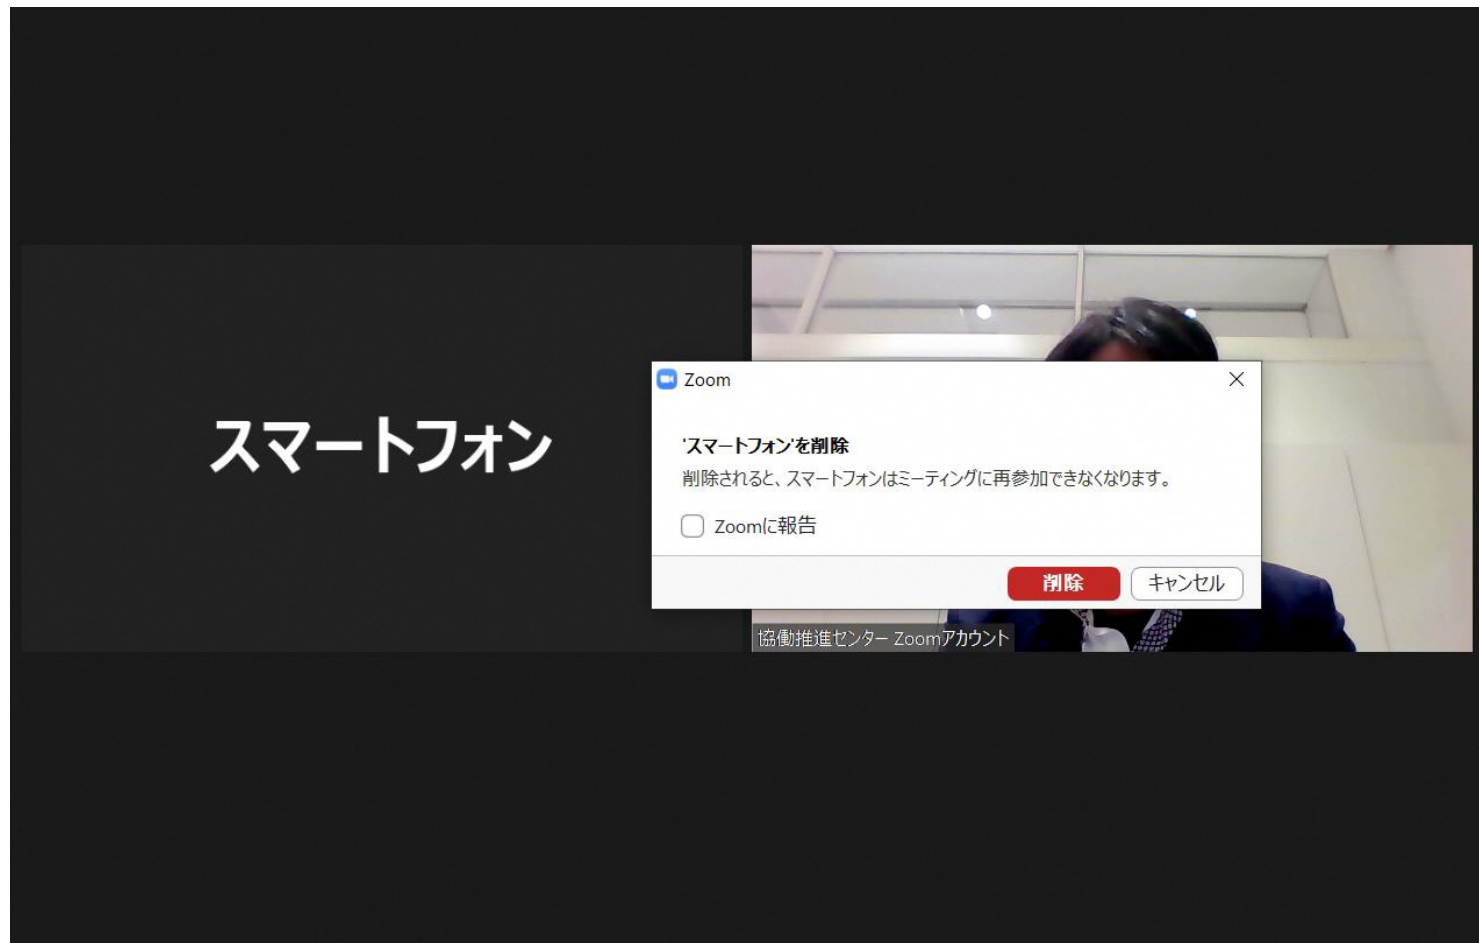 スマートフォン
Zoom
'スマートフォン'を削除
削除されると、スマートフォンはミーティングに再参加できなくなります。
Zoomに報告
削除
キャンセル
協働推進センター Zoomアカウント